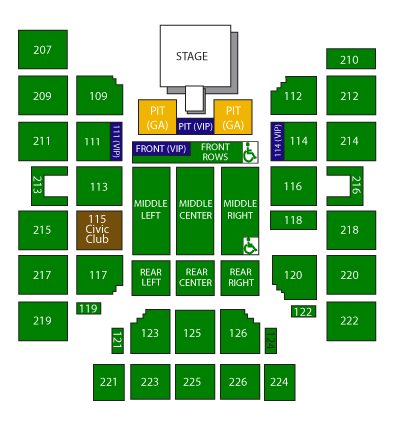 STAGE
207
210
209
109
112
212
PIT
(GA)
PIT
(GA)
PIT (VIP)
211
111
111 (VIP)
114 (VIP)
114
214
FRONT (VIP)
FRONT
ROWS
213
113
MIDDLE
LEFT
MIDDLE
CENTER
MIDDLE
RIGHT
116
216
215
115
Civic
Club
118
218
217
117
REAR
LEFT
REAR
CENTER
REAR
RIGHT
120
220
219
119
122
222
121
123
125
126
124
221
223
225
226
224